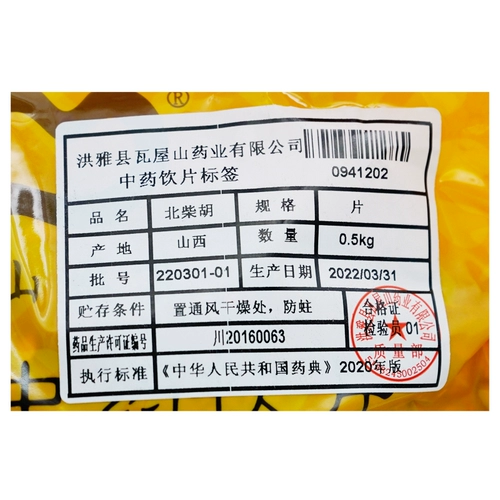 ®
洪雅县瓦屋山药业有限公司
中药饮片标签
0941202
品名 北柴胡 规格 片
产地 山西 数量 0.5kg
批号 220301-01 生产日期 2022/03/31
贮存条件 置通风干燥处，防蛀 合格证
检验员01
药品生产许可证编号 川20160063
质量部
执行标准 《中华人民共和国药典》2020年版